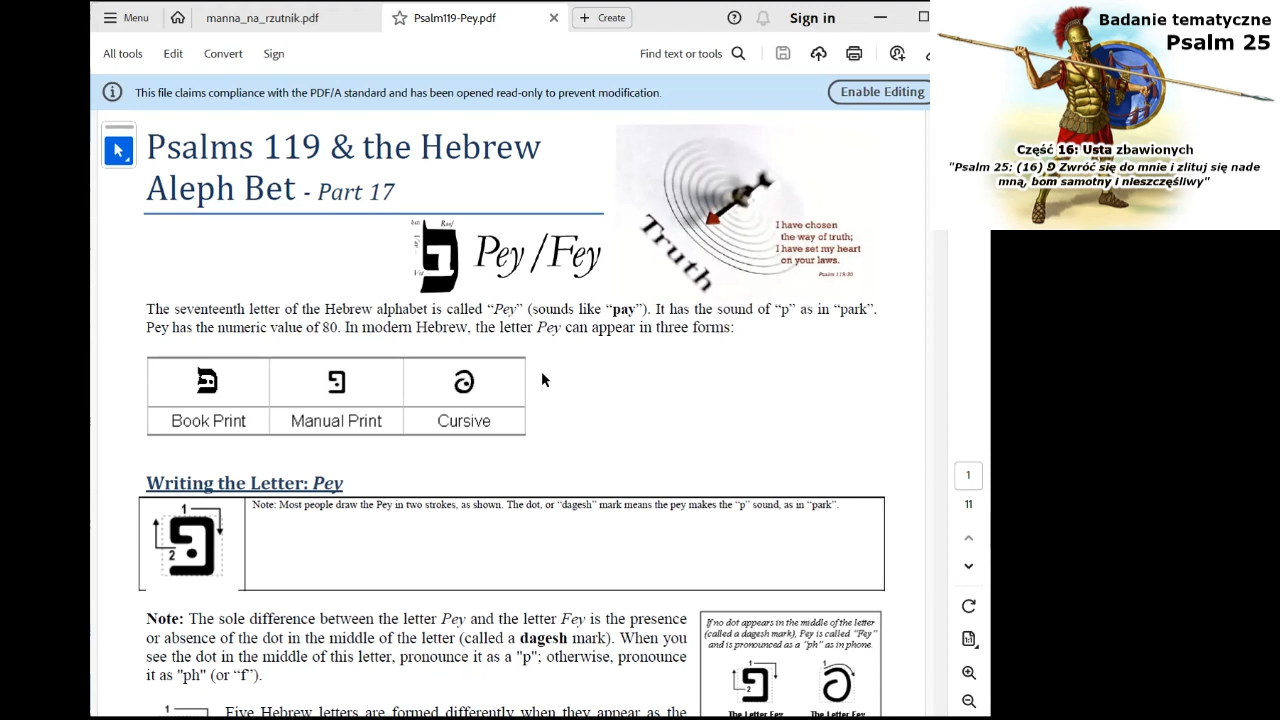 Menu
manna_na_rzutnik.pdf
Psalm119-Pey.pdf
Create
Sign in
All tools
Edit
Convert
Sign
Find text or tools
This file claims compliance with the PDF/A standard and has been opened read-only to prevent modification.
Enable Editing
Badanie tematyczne
Psalm 25
Część 16: Usta zbawionych
"Psalm 25: (16) פ Zwróć się do mnie i zlituj się nade
mną, bom samotny i nieszczęśliwy"
Psalms 119 & the Hebrew
Aleph Bet - Part 17
Pey/Fey
Truth
I have chosen
the way of truth;
I have set my heart
on your laws.
Psalm 119:30
The seventeenth letter of the Hebrew alphabet is called “Pey” (sounds like “pay”). It has the sound of “p” as in “park”.
Pey has the numeric value of 80. In modern Hebrew, the letter Pey can appear in three forms:
פּ פּ פּ
Book Print
Manual Print
Cursive
Writing the Letter: Pey
1
2
פּ
Note: Most people draw the Pey in two strokes, as shown. The dot, or “dagesh” mark means the pey makes the “p” sound, as in “park”.
Note: The sole difference between the letter Pey and the letter Fey is the presence
or absence of the dot in the middle of the letter (called a dagesh mark). When you
see the dot in the middle of this letter, pronounce it as a "p"; otherwise, pronounce
it as "ph" (or “f”).
If no dot appears in the middle of the letter
(called a dagesh mark), Pey is called "Fey"
and is pronounced as a "ph" as in phone.
1
2
פ
1
פ
The Letter Fey
The Letter Fey
1
Five Hebrew letters are formed differently when they appear as the
1
11